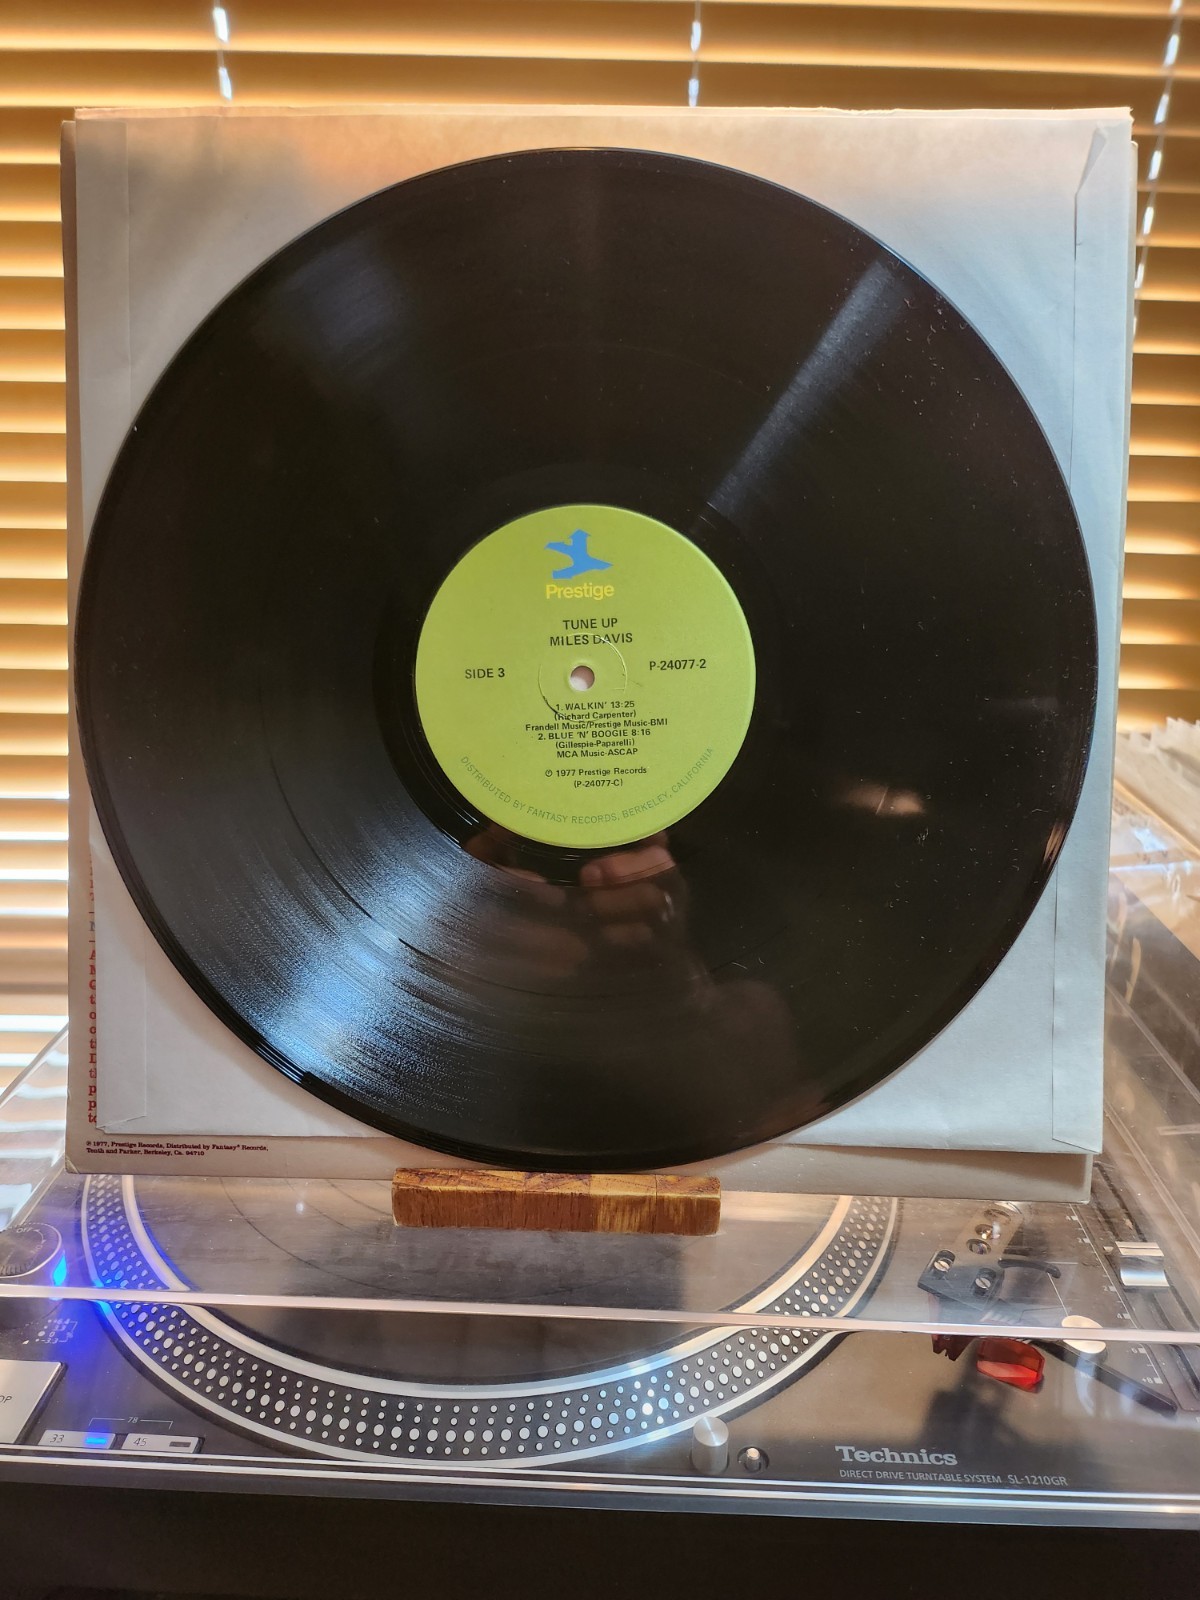 Prestige
TUNE UP
MILES DAVIS
SIDE 3
P-24077-2
1. WALKIN' 13:25
(Richard Carpenter)
Frandell Music/Prestige Music-BMI
2. BLUE 'N' BOOGIE 8:16
(Gillespie-Paparelli)
MCA Music-ASCAP
℗ 1977 Prestige Records
(P-24077-C)
DISTRIBUTED BY FANTASY RECORDS, BERKELEY, CALIFORNIA
℗ 1977, Prestige Records, Distributed by Fantasy® Records,
Tenth and Parker, Berkeley, Ca. 94710
OFF
33
78
45
Technics
DIRECT DRIVE TURNTABLE SYSTEM SL-1210GR